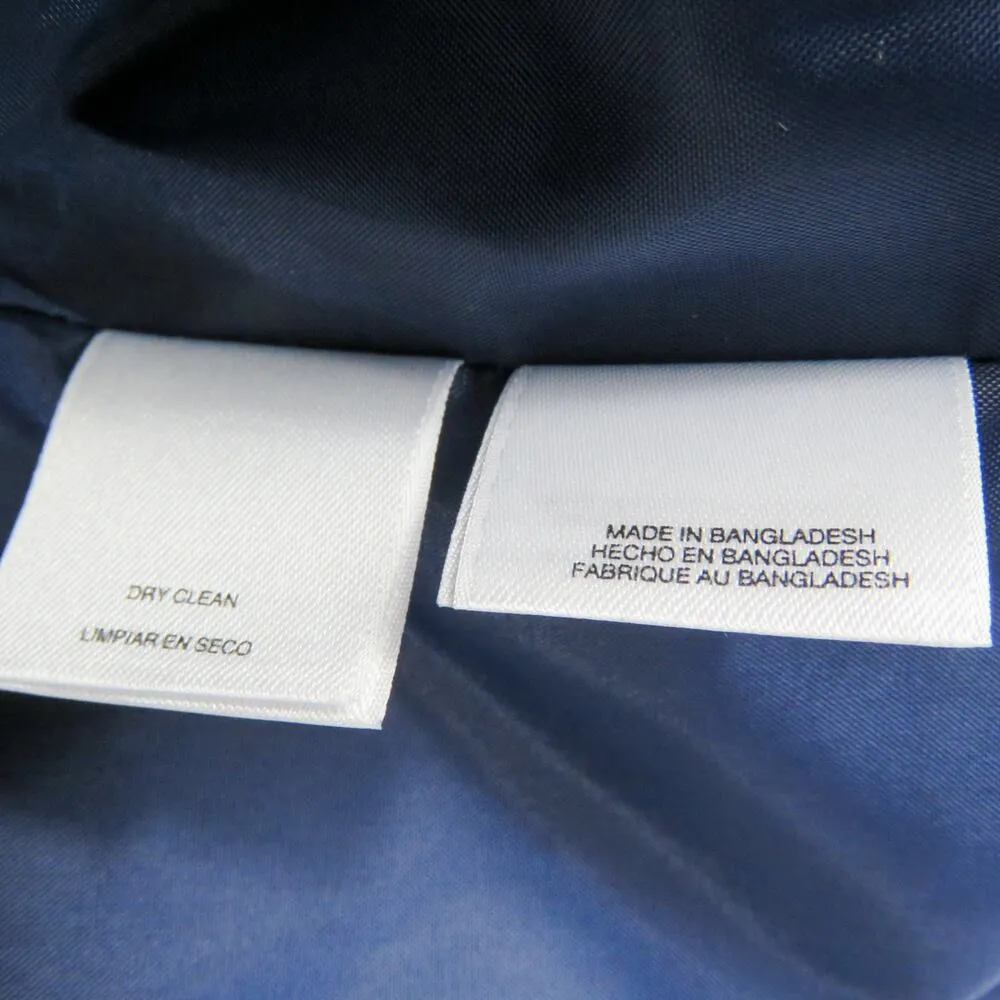 DRY CLEAN
LIMPIAR EN SECO
MADE IN BANGLADESH
HECHO EN BANGLADESH
FABRIQUE AU BANGLADESH